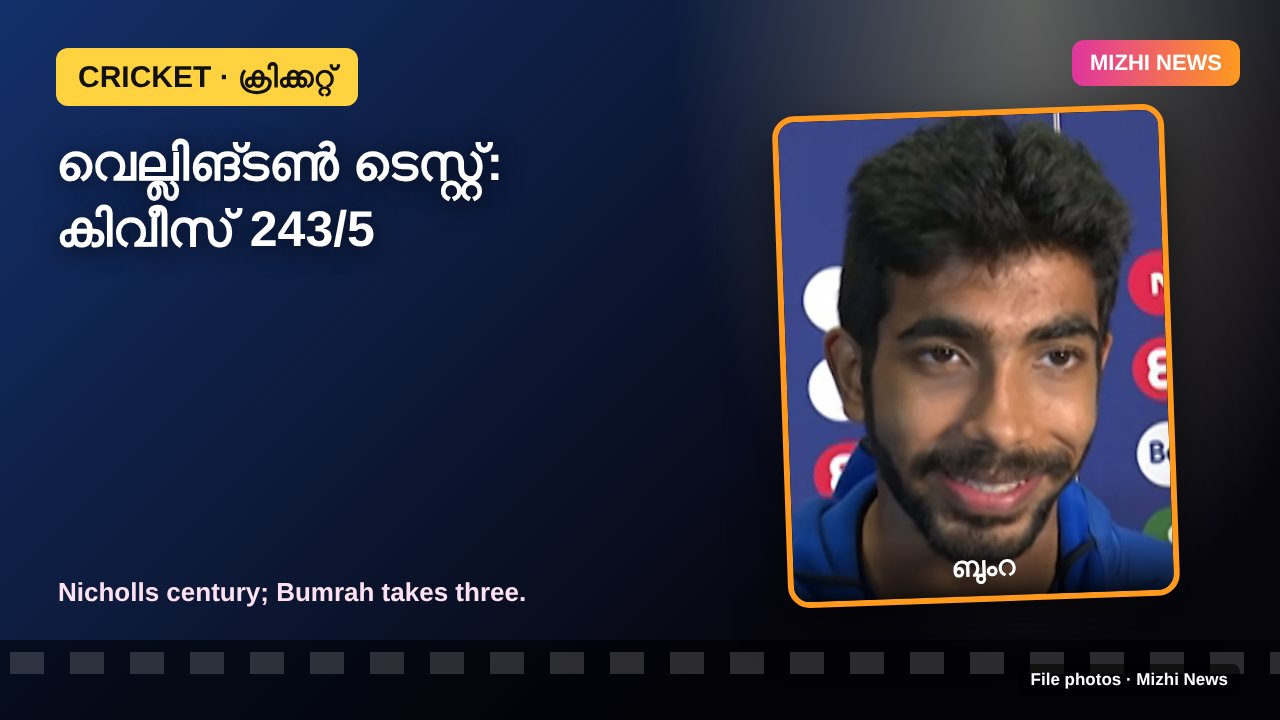 CRICKET · ക്രിക്കറ്റ്
MIZHI NEWS
വെല്ലിങ്ടൺ ടെസ്റ്റ്:
കിവീസ് 243/5
ബുംറ
Nicholls century; Bumrah takes three.
File photos · Mizhi News